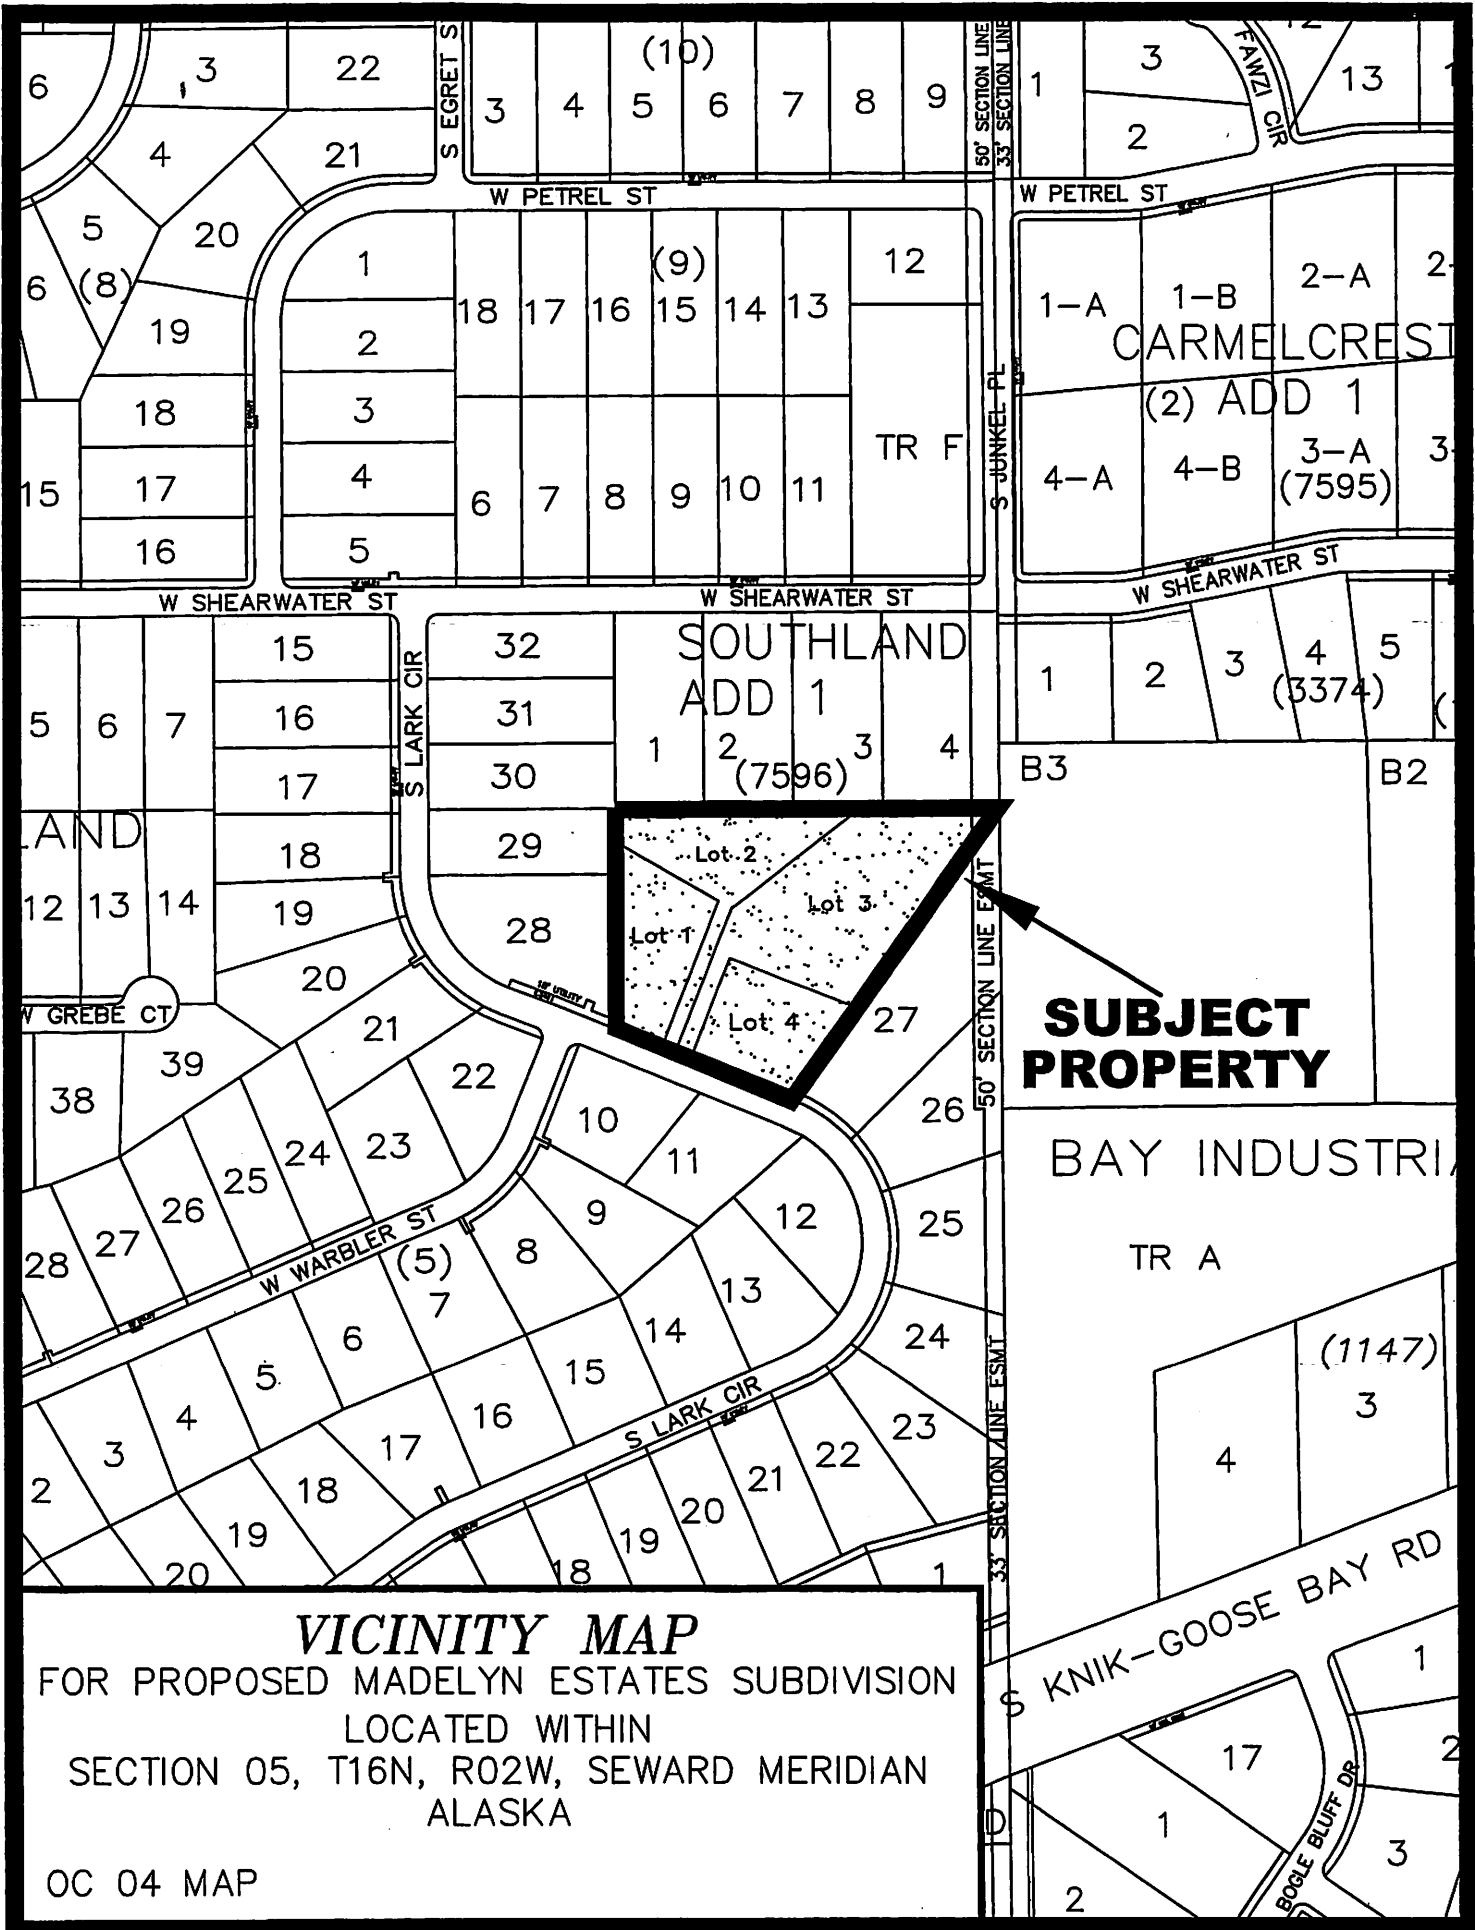 6
3
22
S EGRET S
3
4
5
(10)
6
7
8
9
50' SECTION LINE
33' SECTION LINE
1
3
2
FAWZI CIR
12
13
1
4
21
W PETREL ST
W PETREL ST
5
20
6
(8)
19
1
2
3
4
5
18
17
16
(9)
15
14
13
12
18
17
16
15
6
7
8
9
10
11
TR F
S JUNKEL PL
1-A
1-B
2-A
2-
CARMELCREST
(2) ADD 1
4-A
4-B
3-A
3-
(7595)
W SHEARWATER ST
W SHEARWATER ST
W SHEARWATER ST
5
6
7
15
16
17
18
19
S LARK CIR
32
31
30
29
28
SOUTHLAND
ADD 1
1
2
3
4
(7596)
1
2
3
4
5
(3374)
(
B3
B2
LAND
12
13
14
Lot 2
Lot 3
Lot 1
Lot 4
50' SECTION LINE ESMT
SUBJECT
PROPERTY
20
21
22
10' UTILITY
ESMT
27
26
W GREBE CT
38
39
23
24
25
26
27
28
10
11
9
12
25
BAY INDUSTRIA
TR A
W WARBLER ST
(5)
7
8
13
14
24
6
5
4
3
2
15
16
17
18
19
20
S LARK CIR
23
22
21
20
19
18
1
33' SECTION LINE ESMT
(1147)
3
4
S KNIK-GOOSE BAY RD
1
2
17
BOGLE BLUFF DR
1
3
2
D
VICINITY MAP
FOR PROPOSED MADELYN ESTATES SUBDIVISION
LOCATED WITHIN
SECTION 05, T16N, R02W, SEWARD MERIDIAN
ALASKA
OC 04 MAP